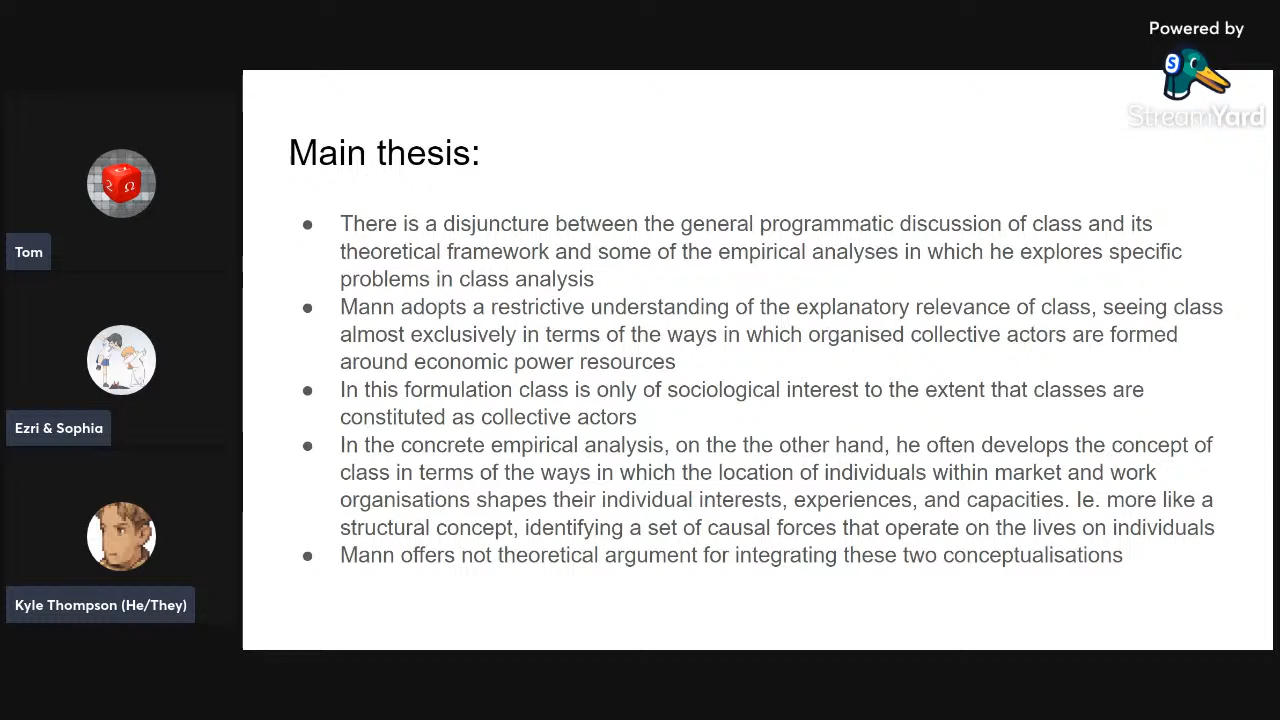 Powered by
StreamYard
Main thesis:
● There is a disjuncture between the general programmatic discussion of class and its
theoretical framework and some of the empirical analyses in which he explores specific
problems in class analysis
● Mann adopts a restrictive understanding of the explanatory relevance of class, seeing class
almost exclusively in terms of the ways in which organised collective actors are formed
around economic power resources
● In this formulation class is only of sociological interest to the extent that classes are
constituted as collective actors
● In the concrete empirical analysis, on the the other hand, he often develops the concept of
class in terms of the ways in which the location of individuals within market and work
organisations shapes their individual interests, experiences, and capacities. Ie. more like a
structural concept, identifying a set of causal forces that operate on the lives on individuals
● Mann offers not theoretical argument for integrating these two conceptualisations
Tom
Ezri & Sophia
Kyle Thompson (He/They)